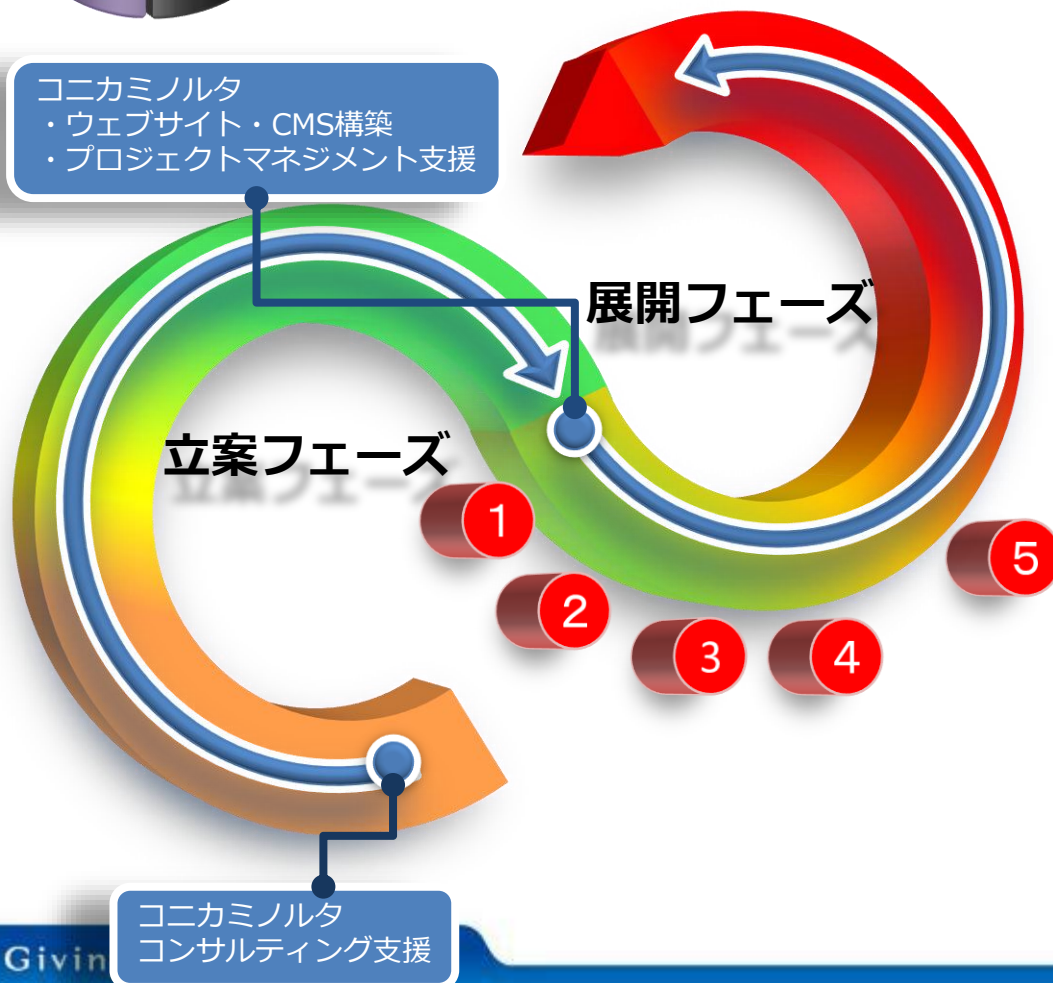 コニカミノルタ
・ウェブサイト・CMS構築
・プロジェクトマネジメント支援
展開フェーズ
立案フェーズ
1
2
3
4
5
コニカミノルタ
コンサルティング支援
Givin